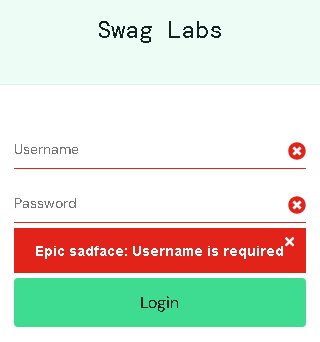 Swag Labs
Username
Password
Epic sadface: Username is required
Login